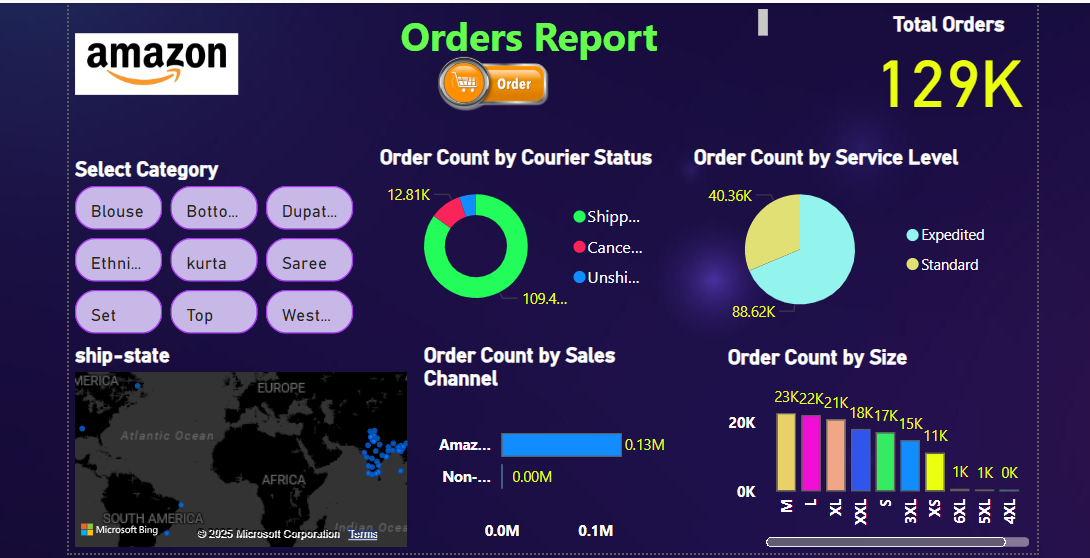 amazon
Orders Report
Order
Total Orders
129K
Select Category
Blouse
Botto...
Dupat...
Ethni...
kurta
Saree
Set
Top
West...
Order Count by Courier Status
12.81K
109.4...
Shipp...
Cance...
Unshi...
Order Count by Service Level
40.36K
88.62K
Expedited
Standard
ship-state
MERICA
EUROPE
Atlantic Ocean
AFRICA
SOUTH AMERICA
Indian Ocea
Microsoft Bing
© 2025 Microsoft Corporation Terms
Order Count by Sales
Channel
Amaz... 0.13M
Non-... 0.00M
0.0M 0.1M
Order Count by Size
20K
0K
23K 22K 21K 18K 17K 15K 11K 1K 1K 0K
M L XL XXL S 3XL XS 6XL 5XL 4XL